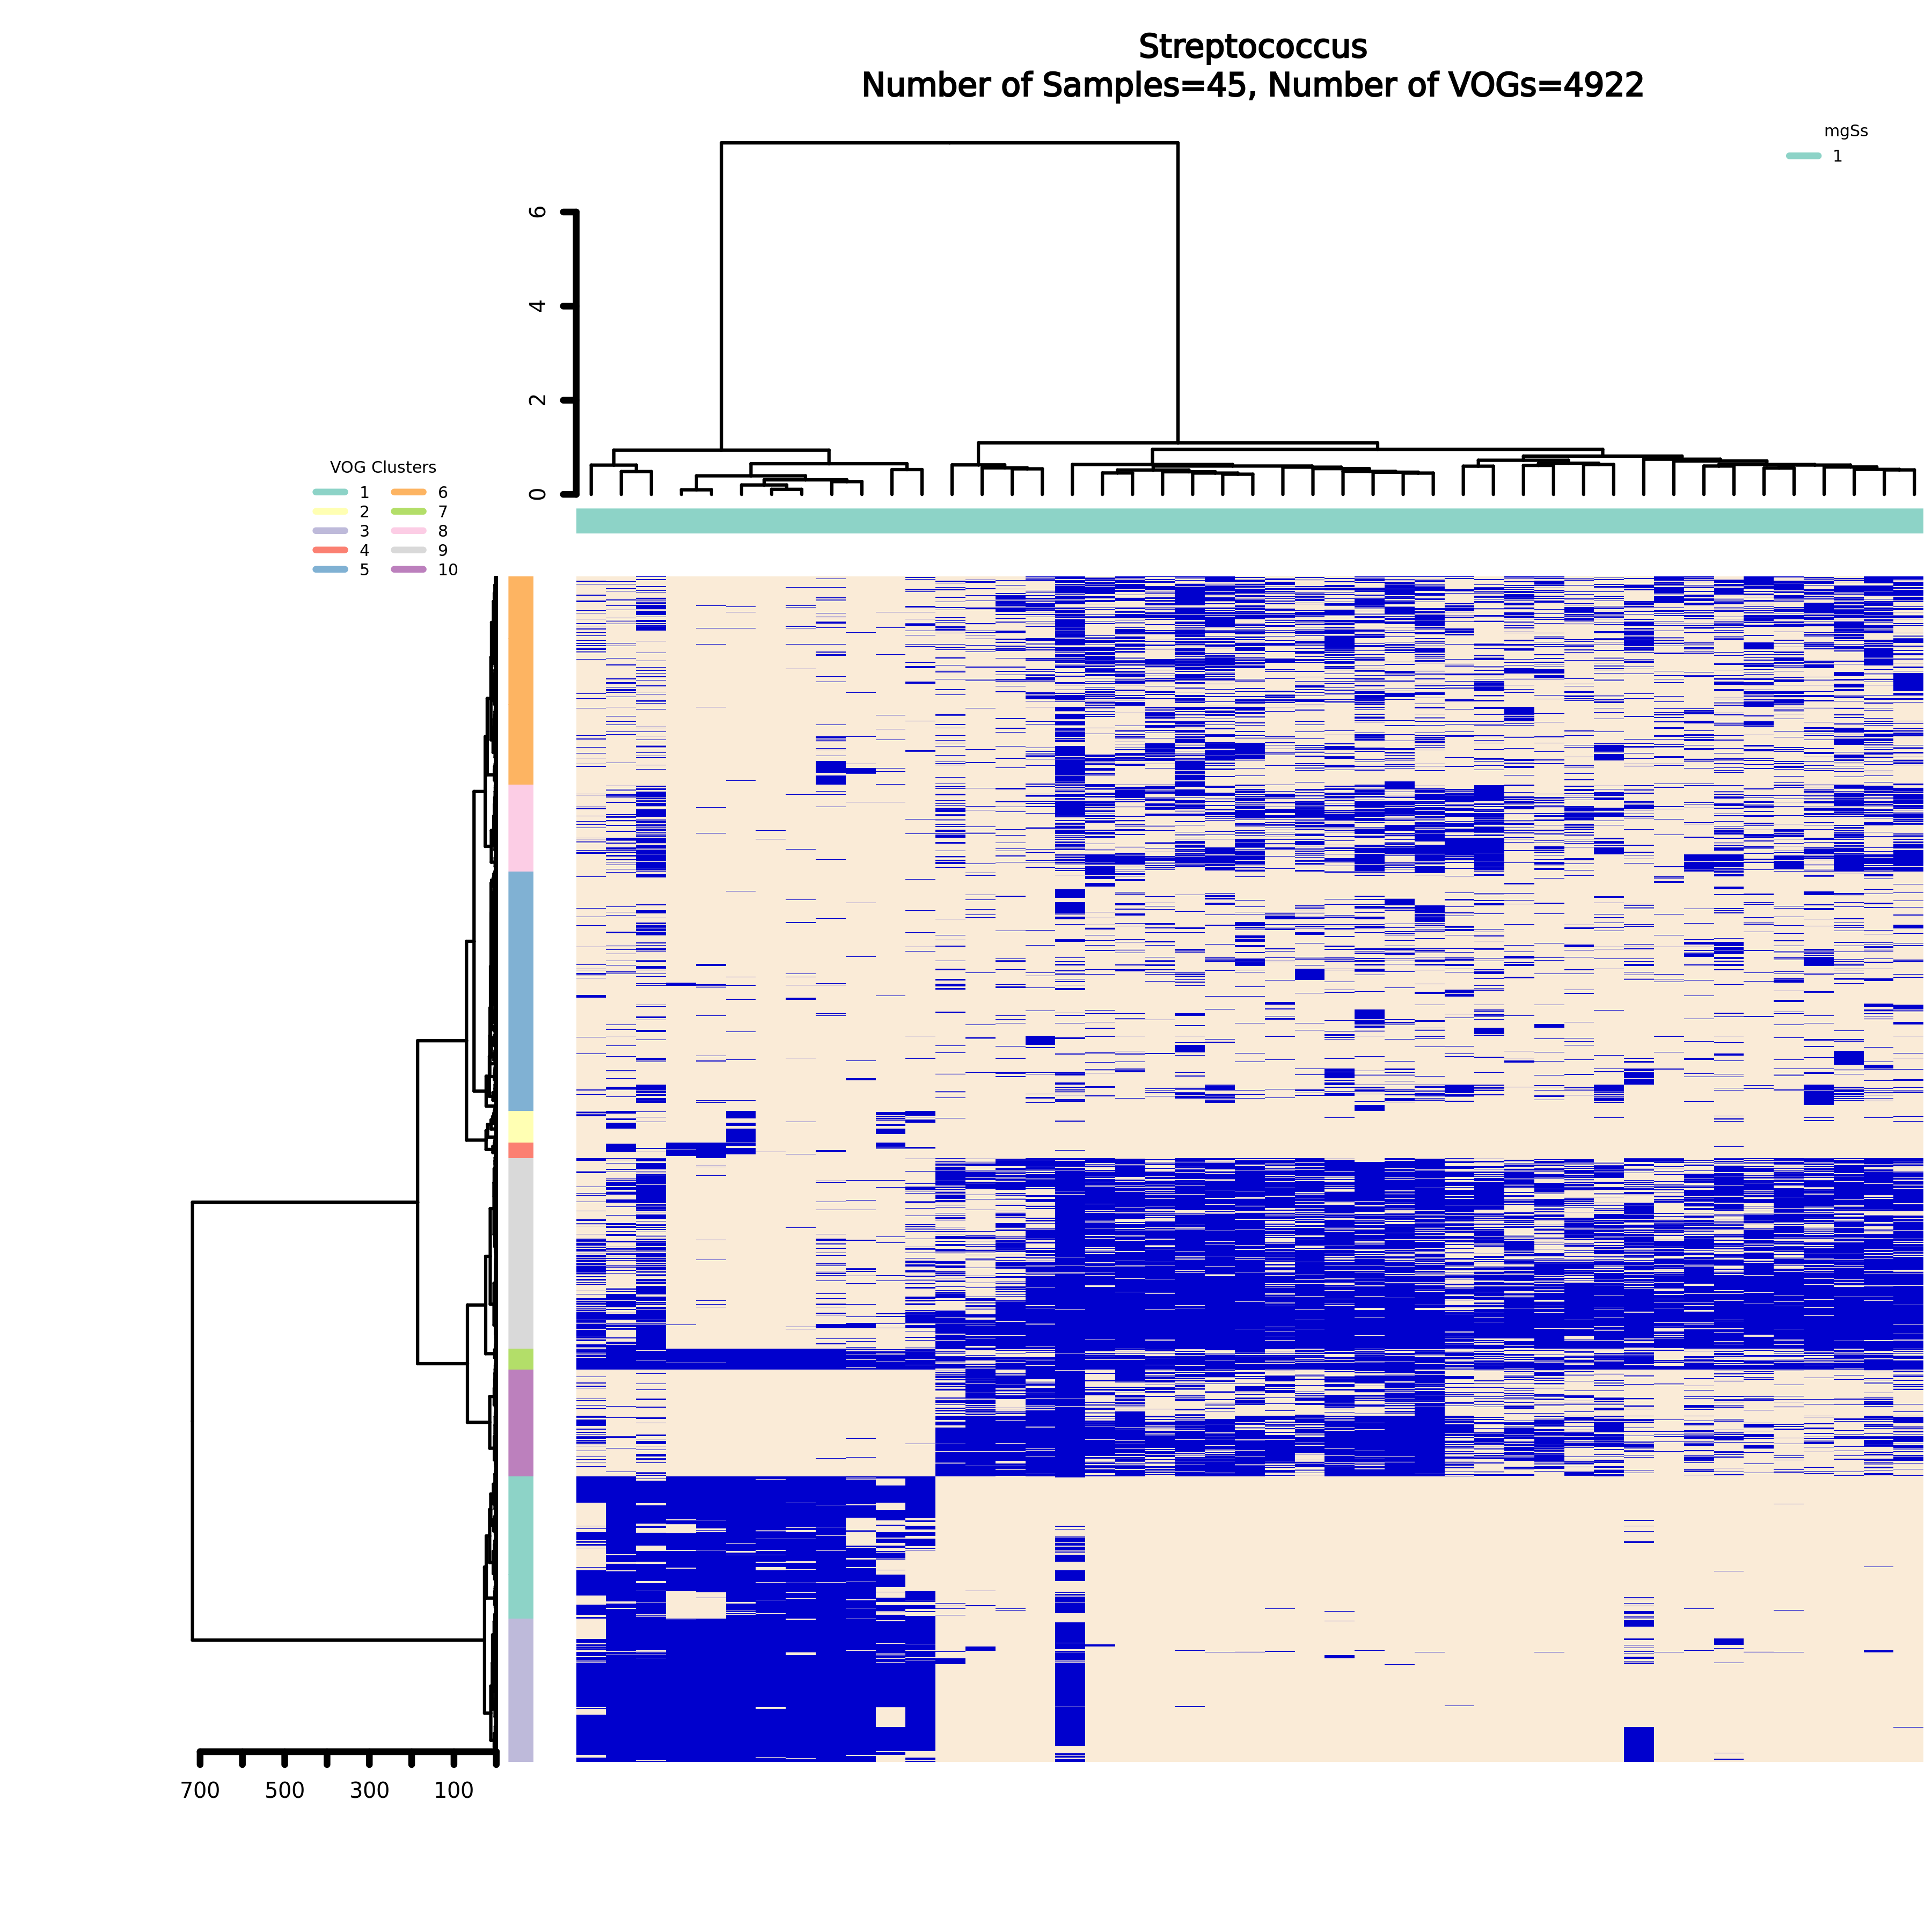 Streptococcus
Number of Samples=45, Number of VOGs=4922
mgSs
1
6
4
2
0
VOG Clusters
1 6
2 7
3 8
4 9
5 10
700 500 300 100